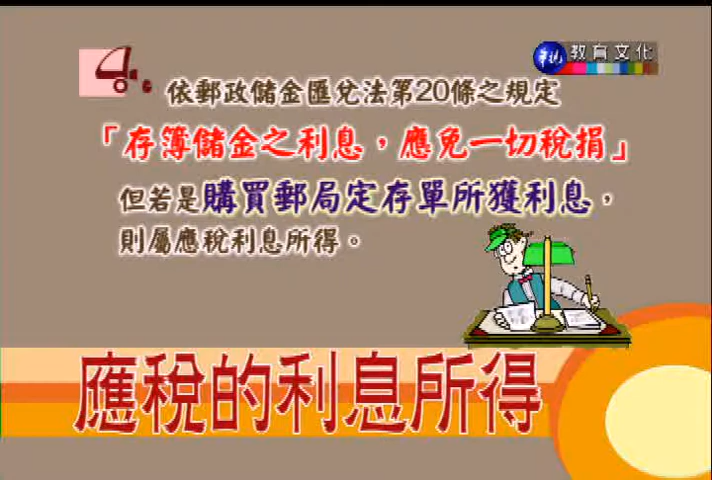 華視 教育文化
4.
依郵政儲金匯兌法第20條之規定
「存簿儲金之利息，應免一切稅捐」
但若是購買郵局定存單所獲利息，
則屬應稅利息所得。
應稅的利息所得